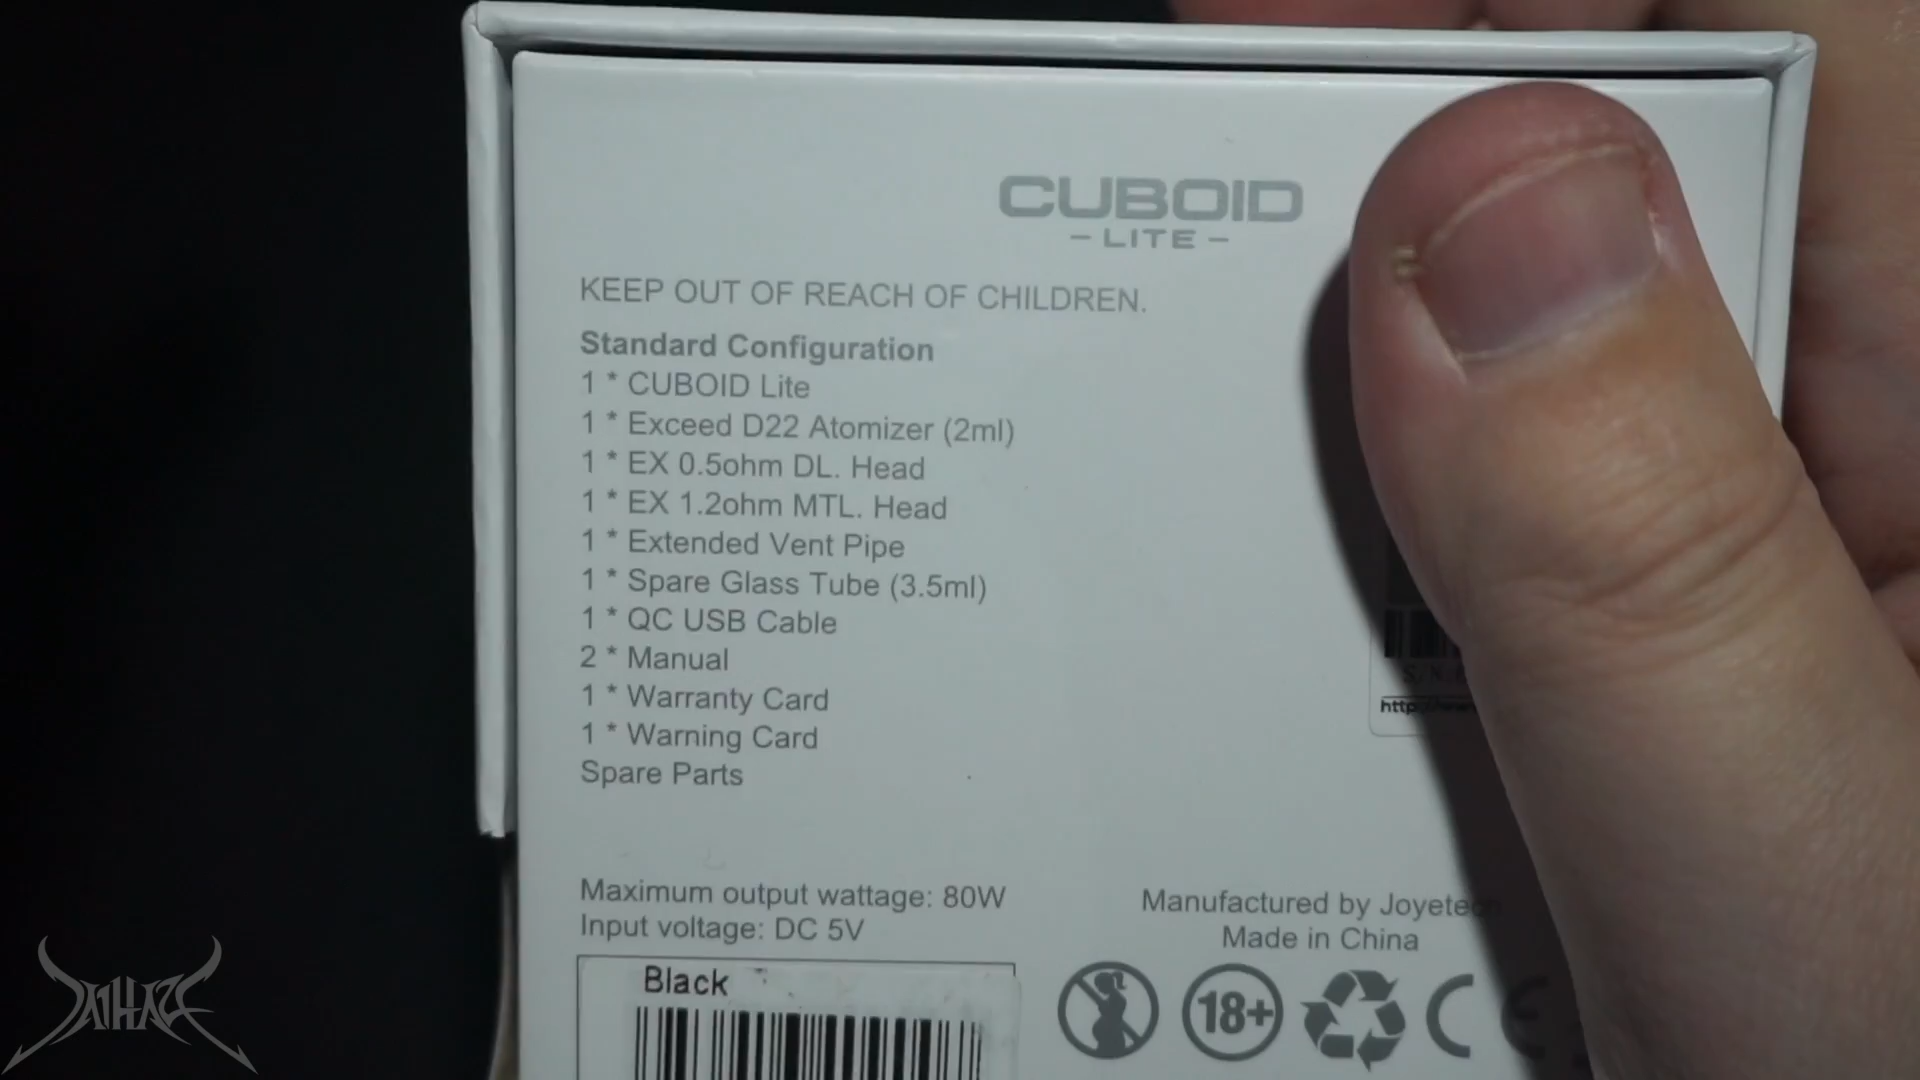 CUBOID
- LITE -
KEEP OUT OF REACH OF CHILDREN.
Standard Configuration
1 * CUBOID Lite
1 * Exceed D22 Atomizer (2ml)
1 * EX 0.5ohm DL. Head
1 * EX 1.2ohm MTL. Head
1 * Extended Vent Pipe
1 * Spare Glass Tube (3.5ml)
1 * QC USB Cable
2 * Manual
1 * Warranty Card
1 * Warning Card
Spare Parts
S/N
http
Maximum output wattage: 80W
Input voltage: DC 5V
Manufactured by Joyetech
Made in China
Black
18+
CE